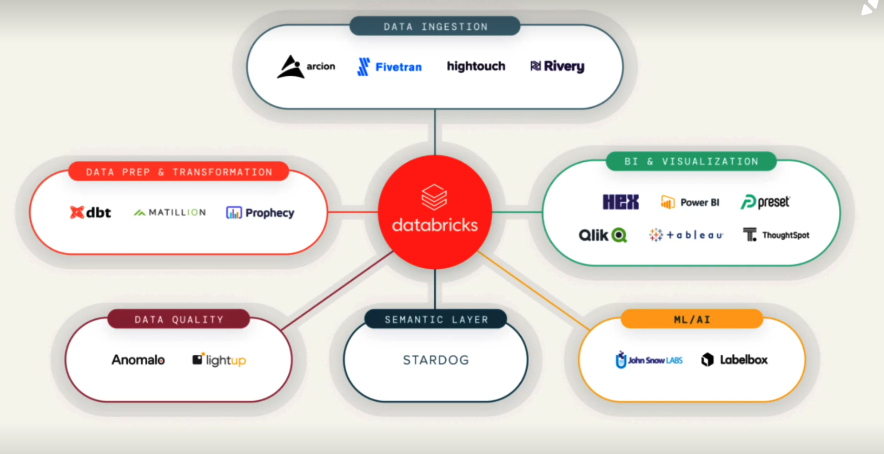 DATA INGESTION
arcion Fivetran hightouch Rivery
DATA PREP & TRANSFORMATION
dbt MATILLION Prophecy
databricks
BI & VISUALIZATION
HEX Power BI preset
Qlik tableau ThoughtSpot
DATA QUALITY
Anomalo lightup
SEMANTIC LAYER
STARDOG
ML/AI
John Snow LABS Labelbox